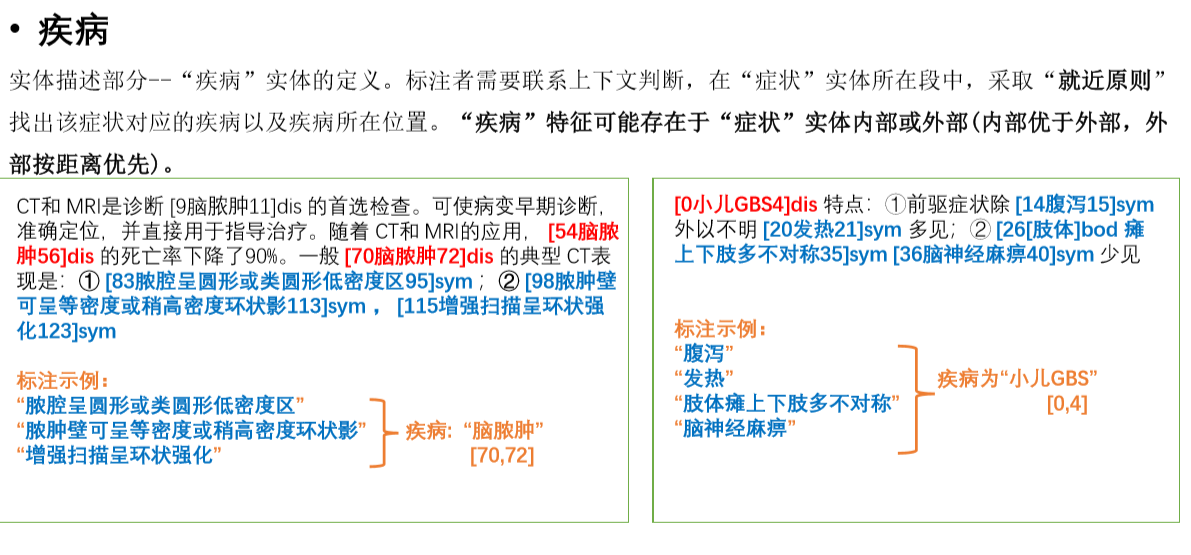 • 疾病
实体描述部分--“疾病”实体的定义。标注者需要联系上下文判断，在“症状”实体所在段中，采取“就近原则”
找出该症状对应的疾病以及疾病所在位置。“疾病”特征可能存在于“症状”实体内部或外部(内部优于外部，外
部按距离优先)。
CT和 MRI是诊断 [9脑脓肿11]dis 的首选检查。可使病变早期诊断，
准确定位，并直接用于指导治疗。随着 CT和 MRI的应用， [54脑脓
肿56]dis 的死亡率下降了90%。一般 [70脑脓肿72]dis 的典型 CT表
现是：① [83脓腔呈圆形或类圆形低密度区95]sym ；② [98脓肿壁
可呈等密度或稍高密度环状影113]sym ， [115增强扫描呈环状强
化123]sym
标注示例：
“脓腔呈圆形或类圆形低密度区”
“脓肿壁可呈等密度或稍高密度环状影”
“增强扫描呈环状强化”
疾病：“脑脓肿”
[70,72]
[0小儿GBS4]dis 特点：①前驱症状除 [14腹泻15]sym
外以不明 [20发热21]sym 多见；② [26[肢体]bod 瘫
上下肢多不对称35]sym [36脑神经麻痹40]sym 少见
标注示例：
“腹泻”
“发热”
“肢体瘫上下肢多不对称”
“脑神经麻痹”
疾病为“小儿GBS”
[0,4]